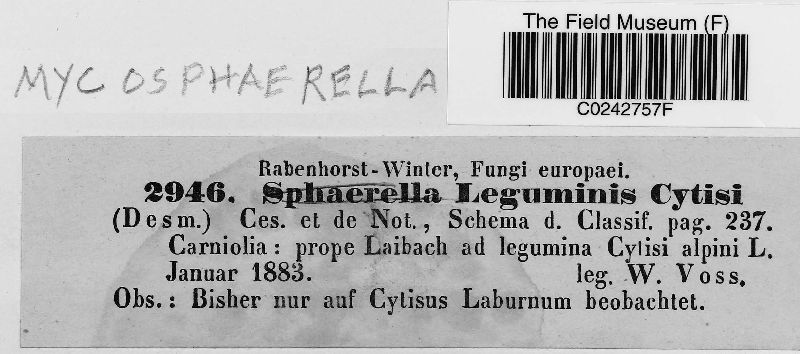 The Field Museum (F)
C0242757F
MYCOSPHAERELLA
Rabenhorst-Winter, Fungi europaei.
2946. Sphaerella Leguminis Cytisi
(Desm.) Ces. et de Not., Schema d. Classif. pag. 237.
Carniolia: prope Laibach ad legumina Cytisi alpini L.
Januar 1883. leg. W. Voss.
Obs.: Bisher nur auf Cytisus Laburnum beobachtet.